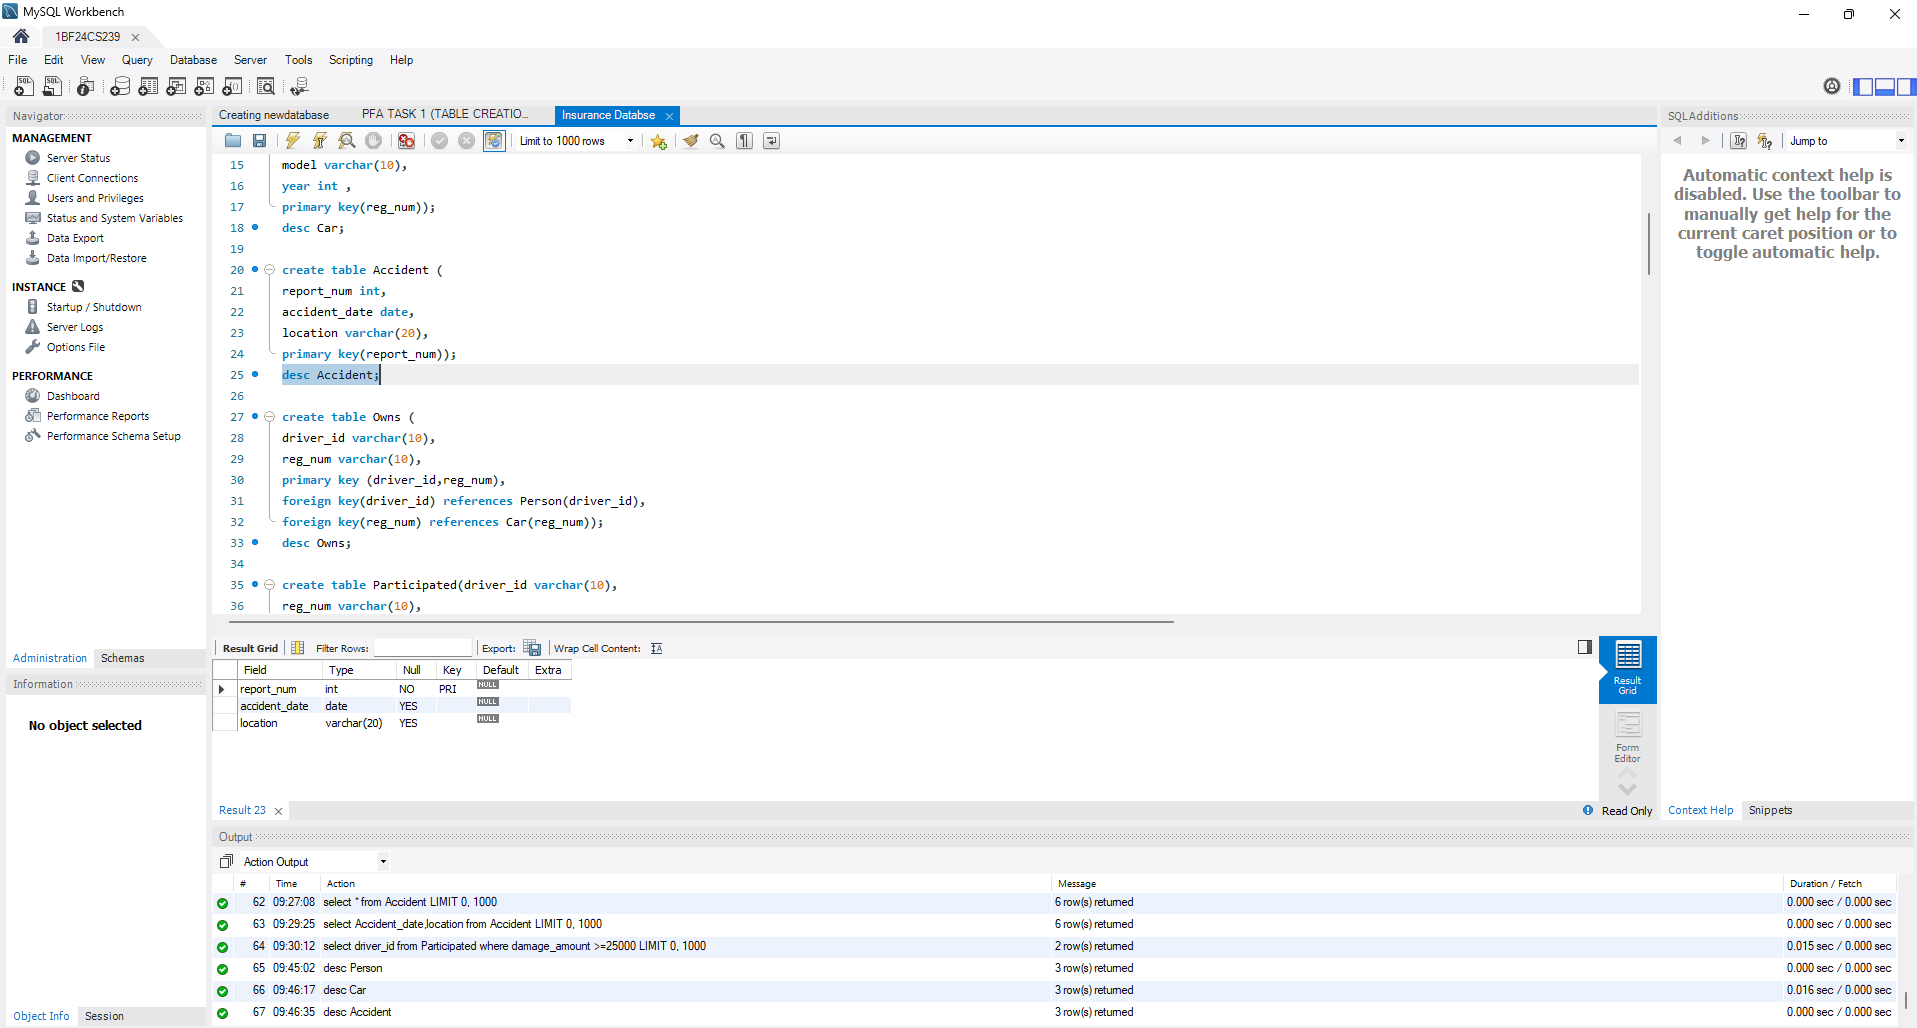 MySQL Workbench
1BF24CS239
File Edit View Query Database Server Tools Scripting Help
Navigator
MANAGEMENT
Server Status
Client Connections
Users and Privileges
Status and System Variables
Data Export
Data Import/Restore
INSTANCE
Startup / Shutdown
Server Logs
Options File
PERFORMANCE
Dashboard
Performance Reports
Performance Schema Setup
Administration Schemas
Information
No object selected
Object Info Session
Creating newdatabase PFA TASK 1 (TABLE CREATIO... Insurance Databse
Limit to 1000 rows
15 model varchar(10),
16 year int ,
17 primary key(reg_num));
18 desc Car;
19
20 create table Accident (
21 report_num int,
22 accident_date date,
23 location varchar(20),
24 primary key(report_num));
25 desc Accident;
26
27 create table Owns (
28 driver_id varchar(10),
29 reg_num varchar(10),
30 primary key (driver_id,reg_num),
31 foreign key(driver_id) references Person(driver_id),
32 foreign key(reg_num) references Car(reg_num));
33 desc Owns;
34
35 create table Participated(driver_id varchar(10),
36 reg_num varchar(10),
Result Grid Filter Rows: Export: Wrap Cell Content:
Field Type Null Key Default Extra
report_num int NO PRI NULL
accident_date date YES NULL
location varchar(20) YES NULL
Result Grid
Form Editor
Result 23
Read Only
SQLAdditions
Jump to
Automatic context help is
disabled. Use the toolbar to
manually get help for the
current caret position or to
toggle automatic help.
Context Help Snippets
Output
Action Output
# Time Action Message Duration / Fetch
62 09:27:08 select * from Accident LIMIT 0, 1000 6 row(s) returned 0.000 sec / 0.000 sec
63 09:29:25 select Accident_date,location from Accident LIMIT 0, 1000 6 row(s) returned 0.000 sec / 0.000 sec
64 09:30:12 select driver_id from Participated where damage_amount >=25000 LIMIT 0, 1000 2 row(s) returned 0.015 sec / 0.000 sec
65 09:45:02 desc Person 3 row(s) returned 0.000 sec / 0.000 sec
66 09:46:17 desc Car 3 row(s) returned 0.016 sec / 0.000 sec
67 09:46:35 desc Accident 3 row(s) returned 0.000 sec / 0.000 sec